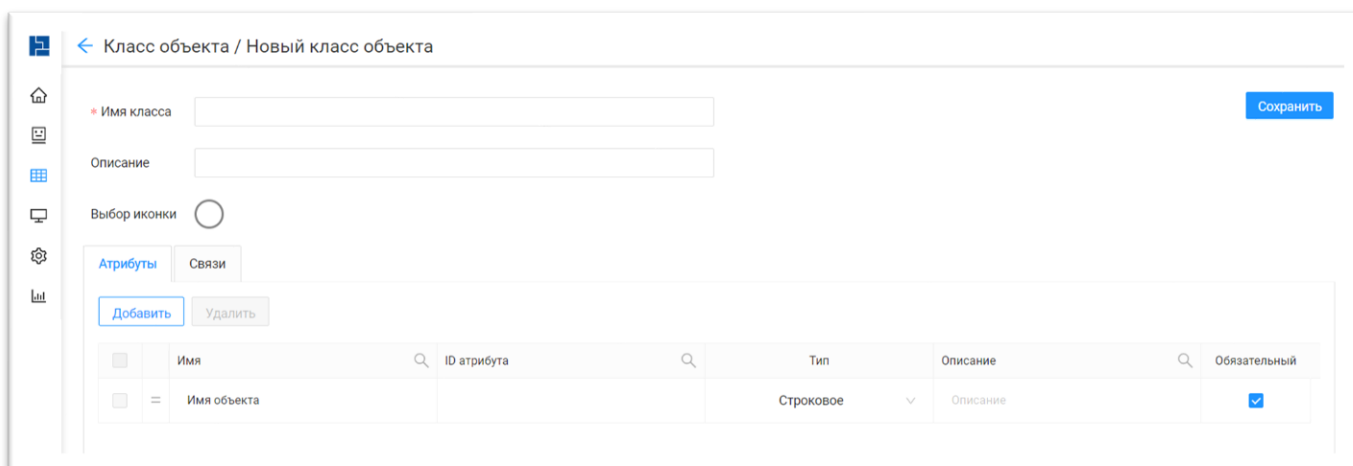 Класс объекта / Новый класс объекта
* Имя класса
Сохранить
Описание
Выбор иконки
Атрибуты Связи
Добавить Удалить
Имя ID атрибута Тип Описание Обязательный
= Имя объекта Строковое Описание